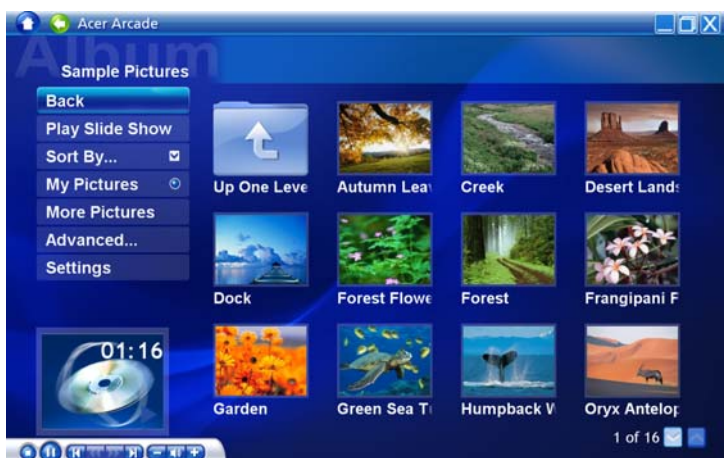 Acer Arcade
Album
Sample Pictures
Back
Play Slide Show
Sort By...
My Pictures
More Pictures
Advanced...
Settings
Up One Leve
Autumn Lea
Creek
Desert Lands
Dock
Forest Flowe
Forest
Frangipani F
Garden
Green Sea T
Humpback W
Oryx Antelop
01:16
1 of 16